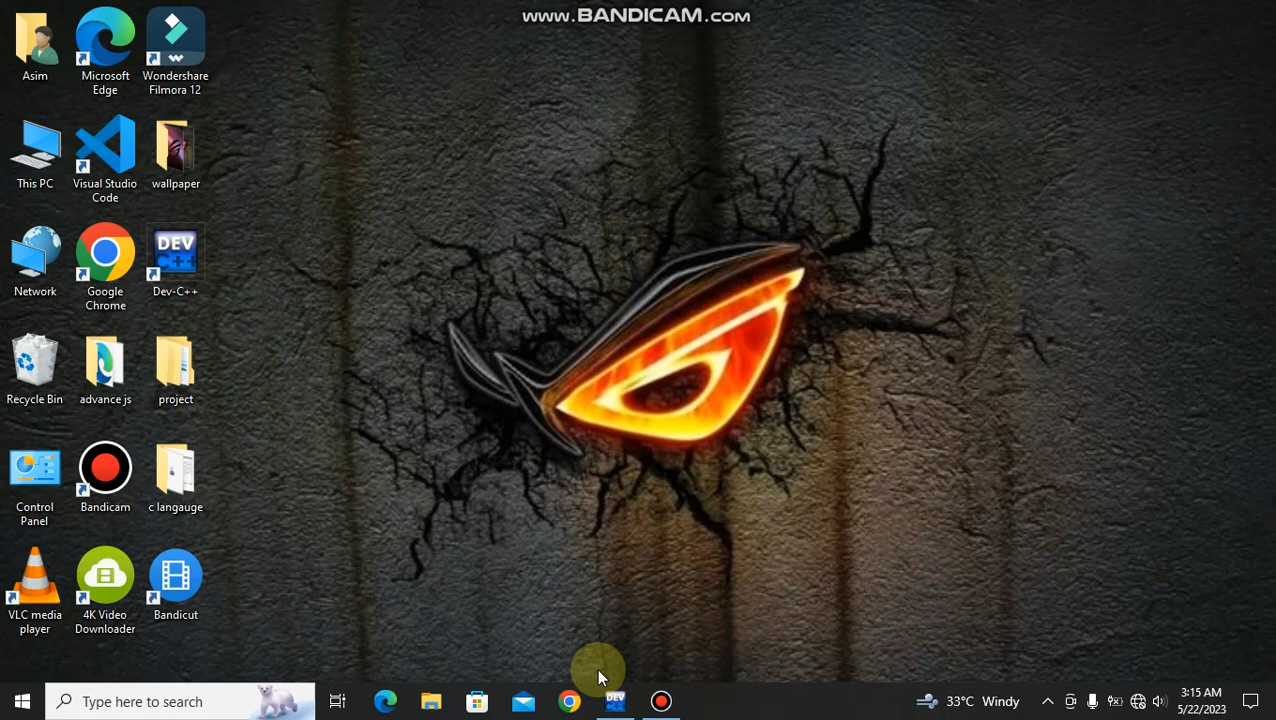 www.BANDICAM.com
Asim
Microsoft
Edge
Wondershare
Filmora 12
This PC
Visual Studio
Code
wallpaper
Network
Google
Chrome
DEV
C++
Dev-C++
Recycle Bin
advance js
project
Control
Panel
Bandicam
c langauge
VLC media
player
4K Video
Downloader
Bandicut
Type here to search
DEV
C++
33°C Windy
3:15 AM
5/22/2023